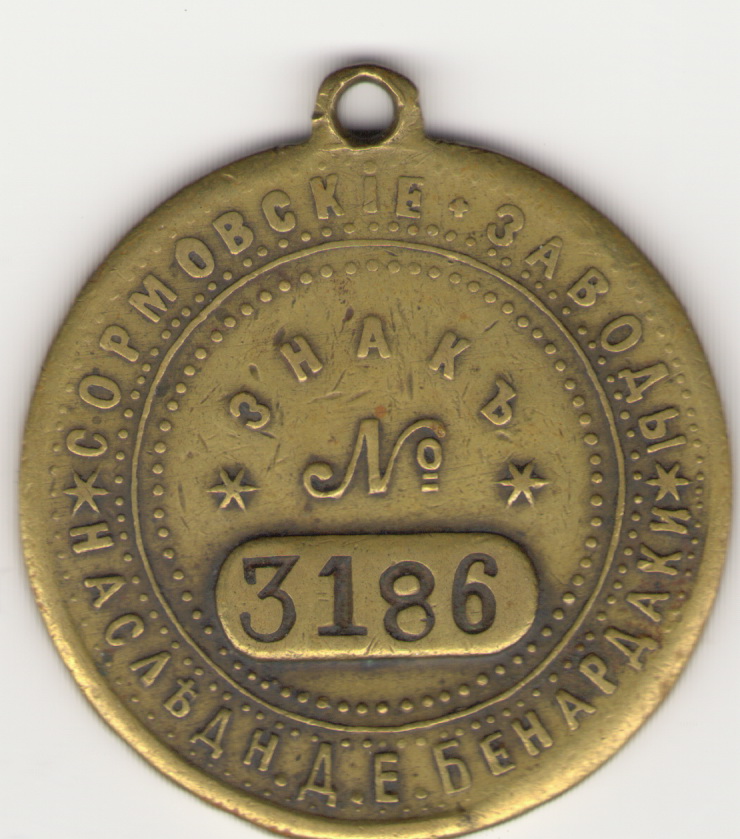 СОРМОВСКІЕ ЗАВОДЫ
НАСЛѢДН.Д.Е.БЕНАРДАКИ
ЗНАКЪ
№
3186